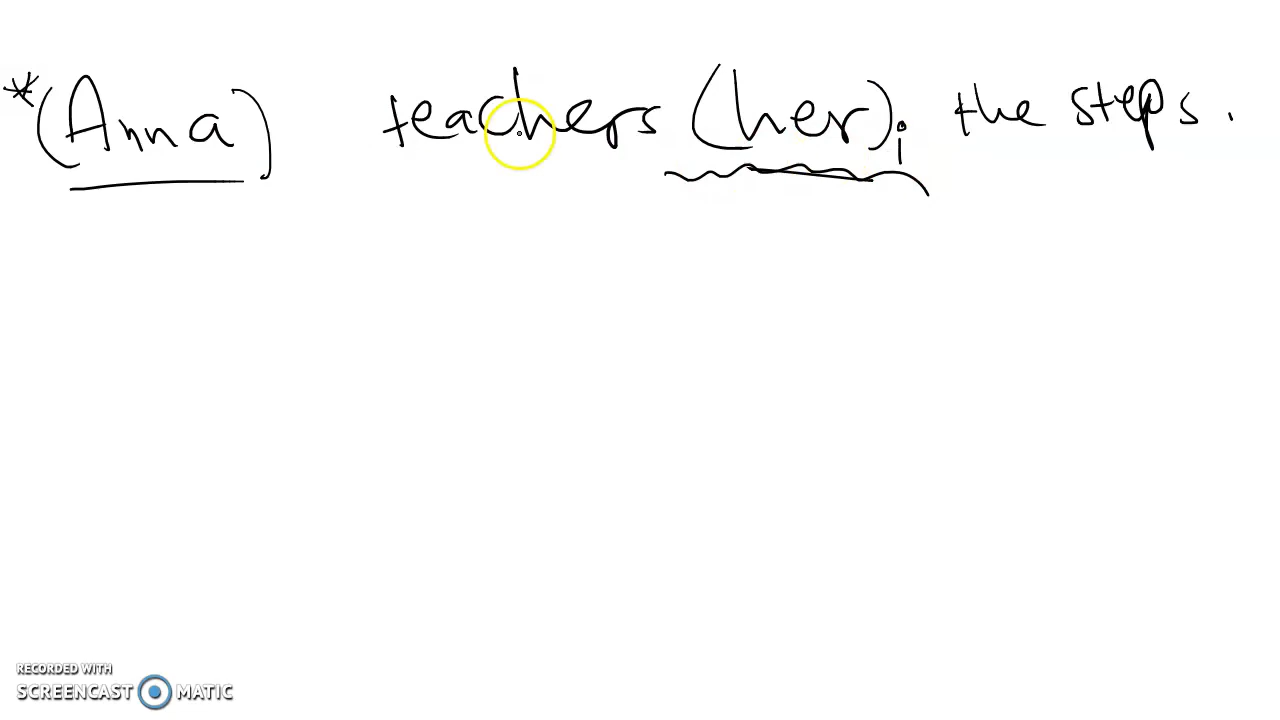 *(Anna) teachers (her)i the steps.
RECORDED WITH
SCREENCAST MATIC